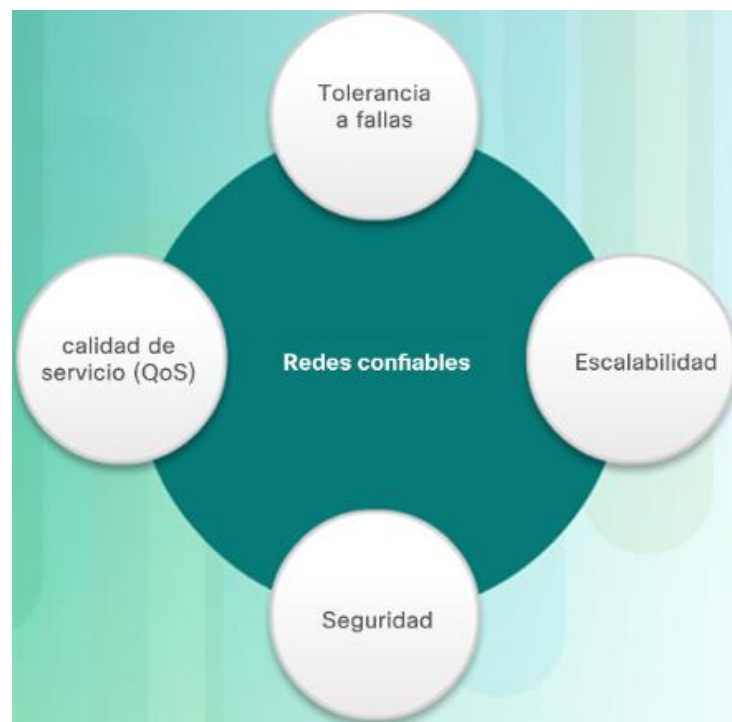 Tolerancia
a fallas
calidad de
servicio (QoS)
Redes confiables
Escalabilidad
Seguridad